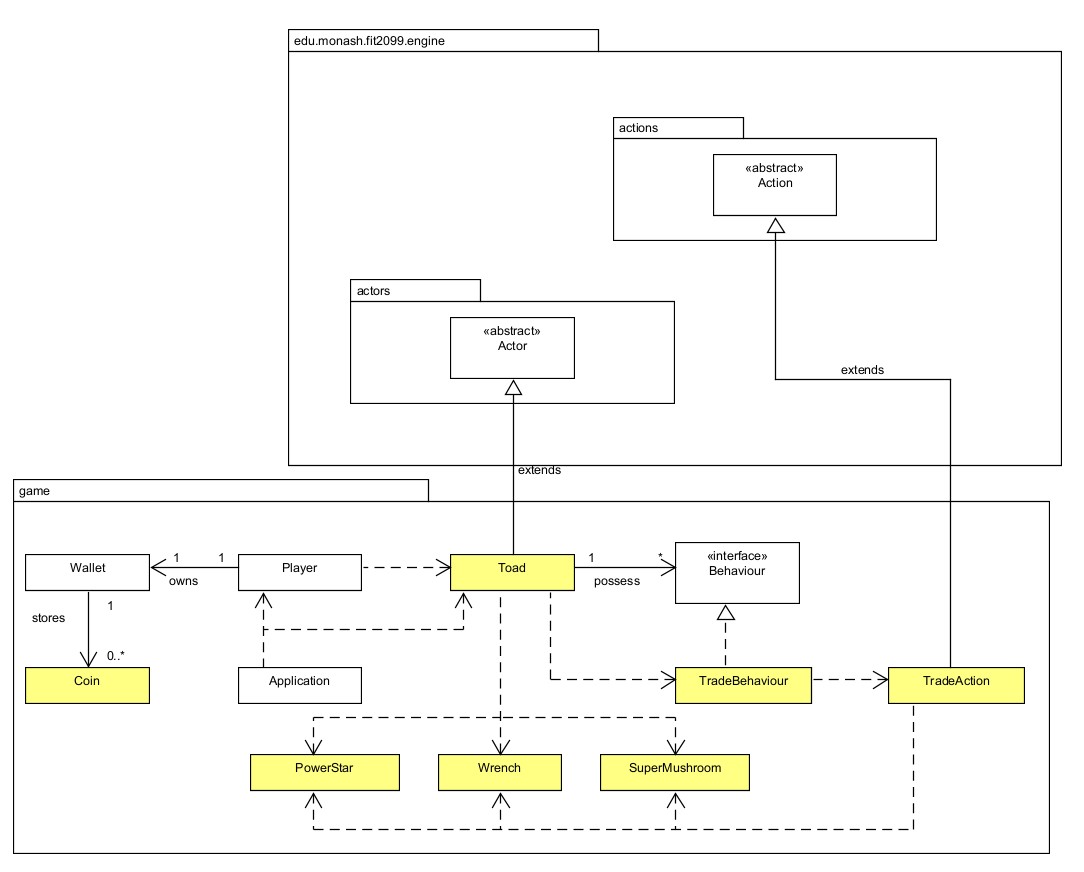 edu.monash.fit2099.engine
actions
«abstract»
Action
actors
«abstract»
Actor
extends
extends
game
Wallet
1
1
owns
Player
Toad
1
*
possess
«interface»
Behaviour
stores
1
0..*
Coin
Application
TradeBehaviour
TradeAction
PowerStar
Wrench
SuperMushroom